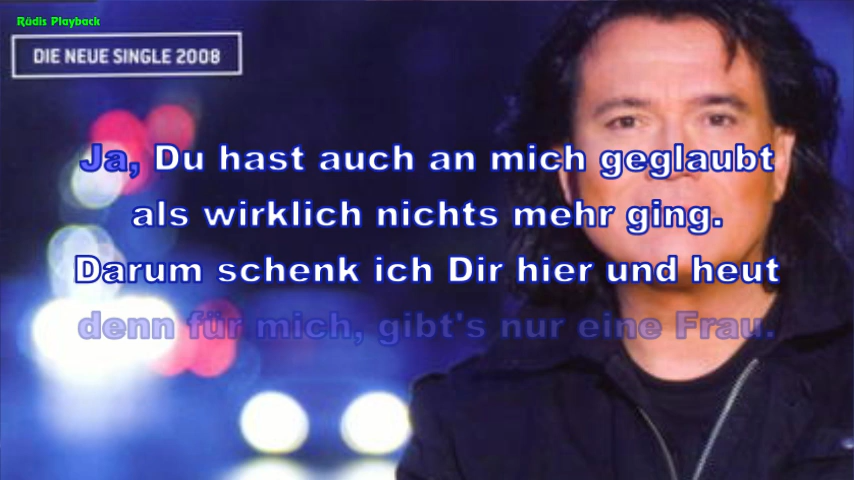 Rüdis Playback
DIE NEUE SINGLE 2008
Ja, Du hast auch an mich geglaubt
als wirklich nichts mehr ging.
Darum schenk ich Dir hier und heut
denn für mich, gibt's nur eine Frau.